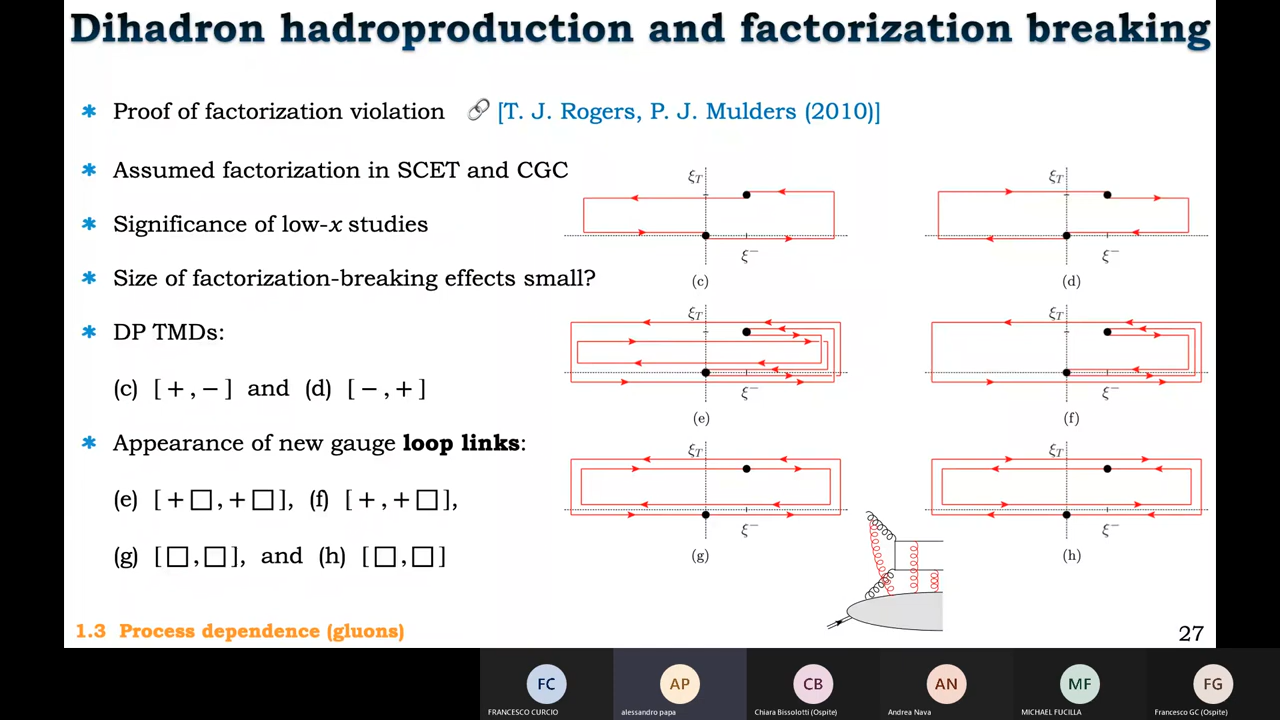 Dihadron hadroproduction and factorization breaking
* Proof of factorization violation 🔗 [T. J. Rogers, P. J. Mulders (2010)]
* Assumed factorization in SCET and CGC
* Significance of low-x studies
* Size of factorization-breaking effects small?
* DP TMDs:
(c) [+,−] and (d) [−,+]
* Appearance of new gauge loop links:
(e) [+□,+□], (f) [+,+□],
(g) [□,□], and (h) [□,□]
ξT
ξ−
(c)
ξT
ξ−
(d)
ξT
ξ−
(e)
ξT
ξ−
(f)
ξT
ξ−
(g)
ξT
ξ−
(h)
1.3 Process dependence (gluons)
27
FC
FRANCESCO CURCIO
AP
alessandro papa
CB
Chiara Bissolotti (Ospite)
AN
Andrea Nava
MF
MICHAEL FUCILLA
FG
Francesco GC (Ospite)